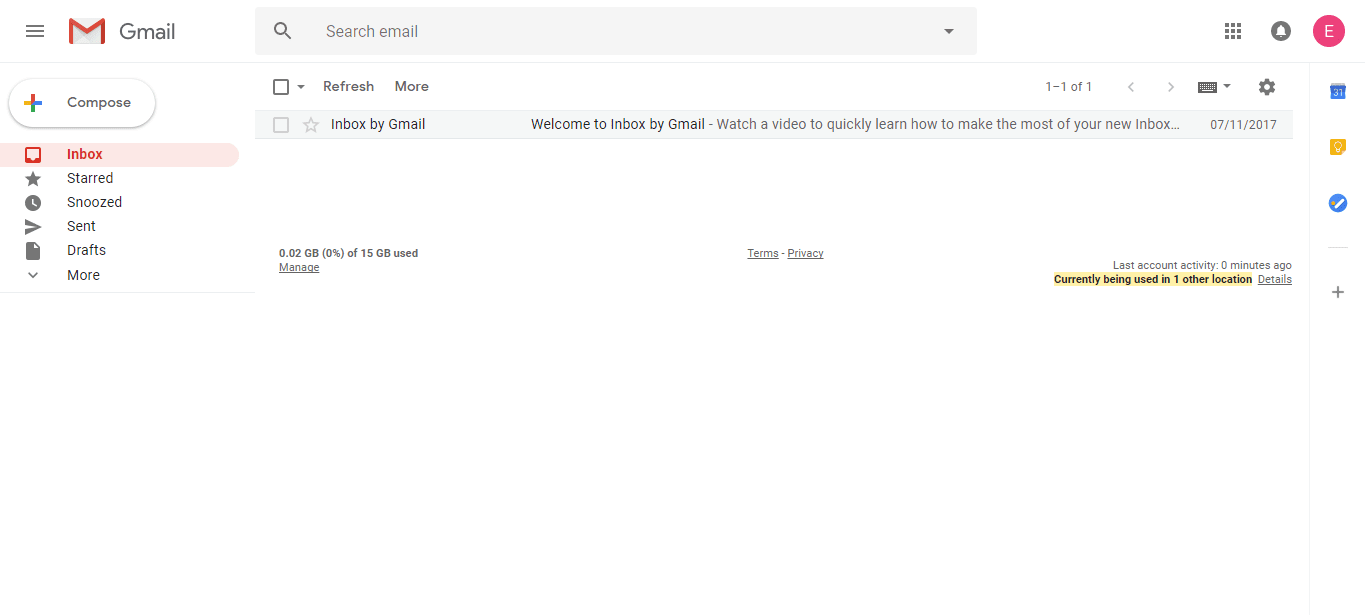 Gmail
Search email
E
Compose
Refresh More 1–1 of 1
31
Inbox by Gmail Welcome to Inbox by Gmail - Watch a video to quickly learn how to make the most of your new Inbox… 07/11/2017
Inbox
Starred
Snoozed
Sent
Drafts
More
0.02 GB (0%) of 15 GB used
Manage
Terms - Privacy
Last account activity: 0 minutes ago
Currently being used in 1 other location Details